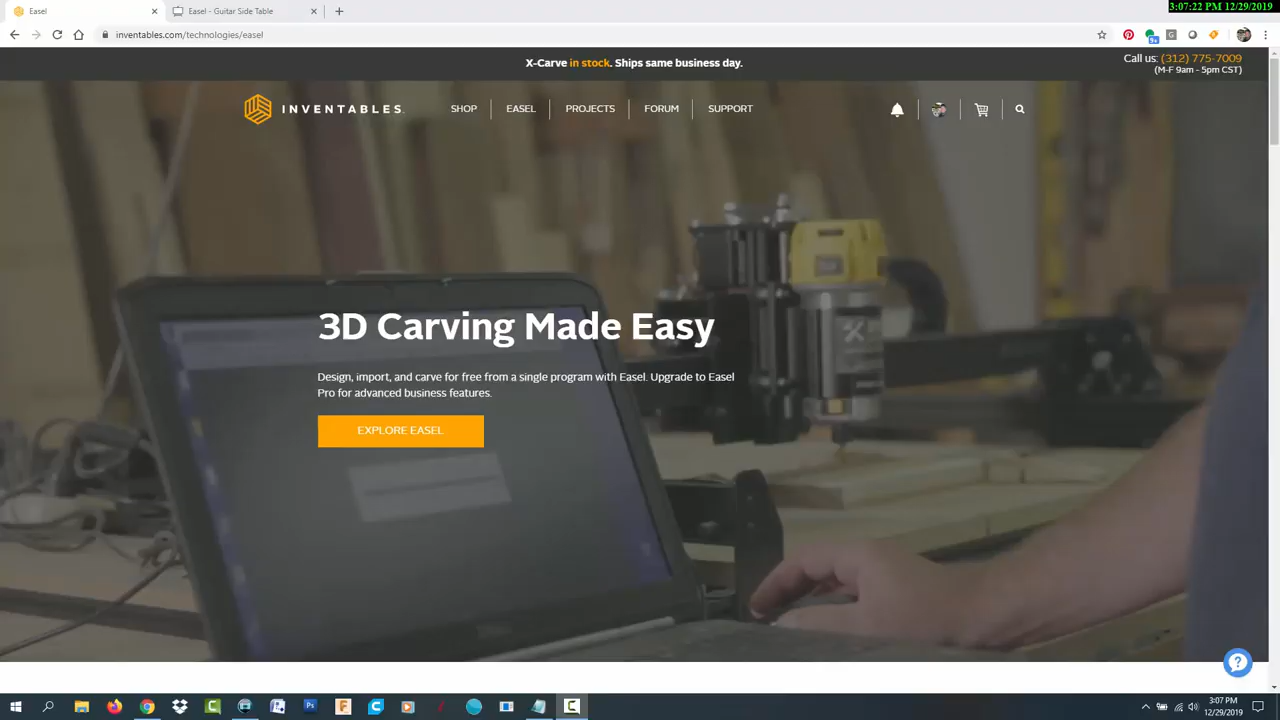 3:07:22 PM 12/29/2019
Easel
Easel - Guitar Side Table
inventables.com/technologies/easel
9+
G
X-Carve in stock. Ships same business day.
Call us: (312) 775-7009
(M-F 9am - 5pm CST)
INVENTABLES
SHOP
EASEL
PROJECTS
FORUM
SUPPORT
3D Carving Made Easy
Design, import, and carve for free from a single program with Easel. Upgrade to Easel
Pro for advanced business features.
EXPLORE EASEL
?
Ps
F
C
3:07 PM
12/29/2019